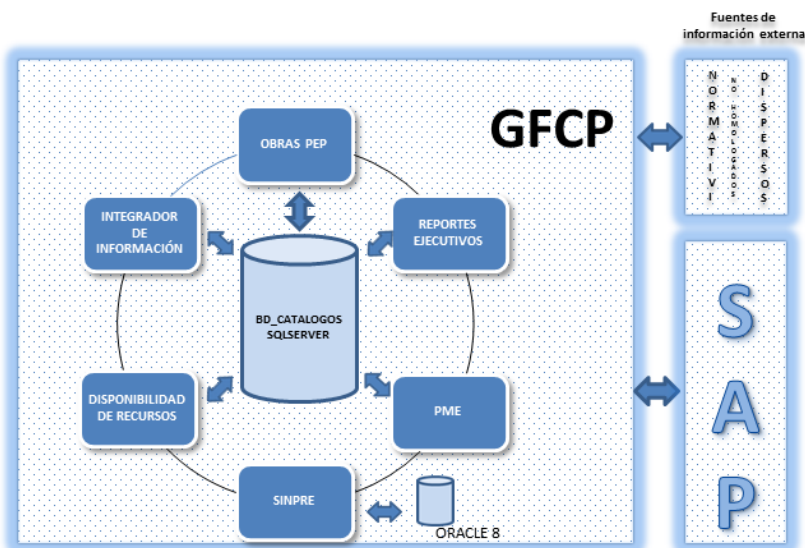 Fuentes de
información externa
GFCP
OBRAS PEP
INTEGRADOR
DE
INFORMACIÓN
REPORTES
EJECUTIVOS
BD_CATALOGOS
SQLSERVER
DISPONIBILIDAD
DE RECURSOS
PME
SINPRE
ORACLE 8
NORMATIVI
NO HOMOLOGADOS
DISPERSOS
SAP